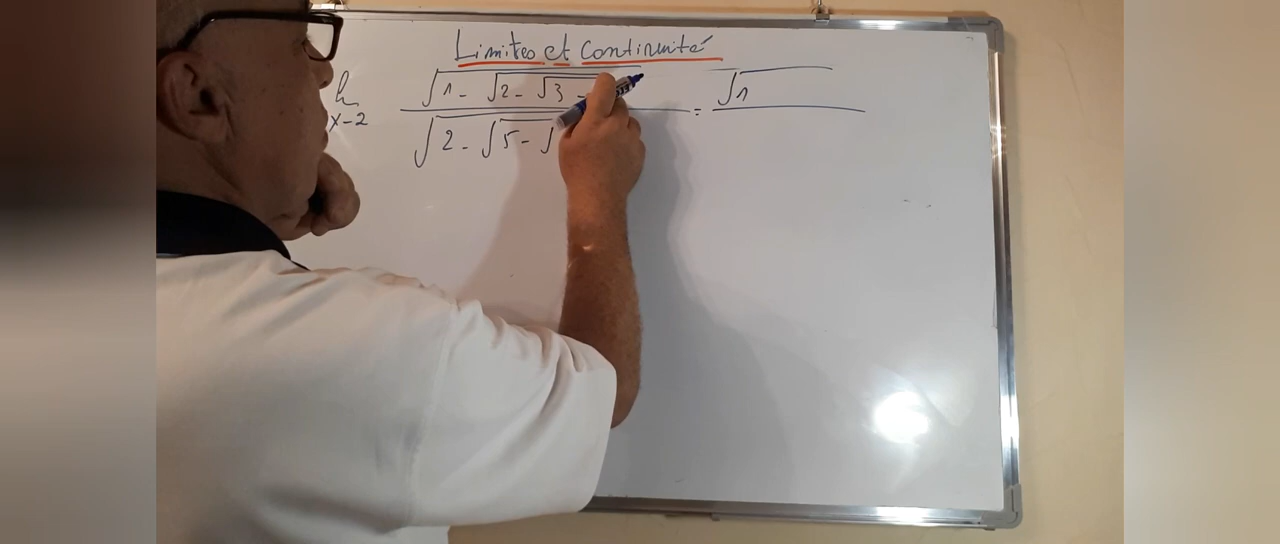 Limites et continuité
lim √1 - √2 - √3 - = √1
x→2 √2 - √5 - √